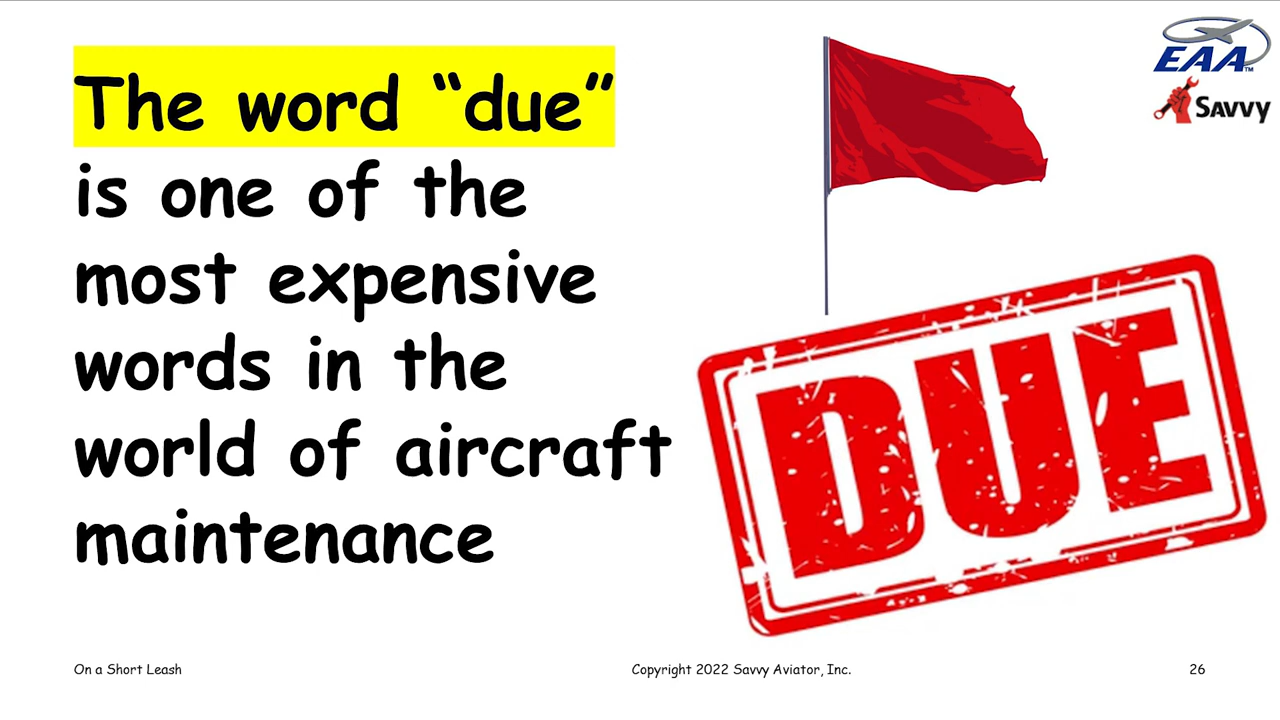 The word “due”
is one of the
most expensive
words in the
world of aircraft
maintenance
EAA™
SAVVY
DUE
On a Short Leash
Copyright 2022 Savvy Aviator, Inc.
26